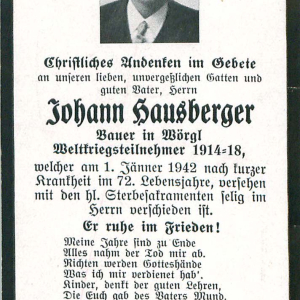 Christliches Andenken im Gebete
an unseren lieben, unvergeßlichen Gatten und
guten Vater, Herrn
Johann Hausberger
Bauer in Wörgl
Weltkriegsteilnehmer 1914-18,
welcher am 1. Jänner 1942 nach kurzer
Krankheit im 72. Lebensjahre, versehen
mit den hl. Sterbesakramenten selig im
Herrn verschieden ist.
Er ruhe im Frieden!
Meine Jahre sind zu Ende
Alles nahm der Tod mir ab.
Richten werden Gotteshände
Was ich mir verdienet hab'.
Kinder, denkt der guten Lehren,
Die Euch gab des Vaters Mund.